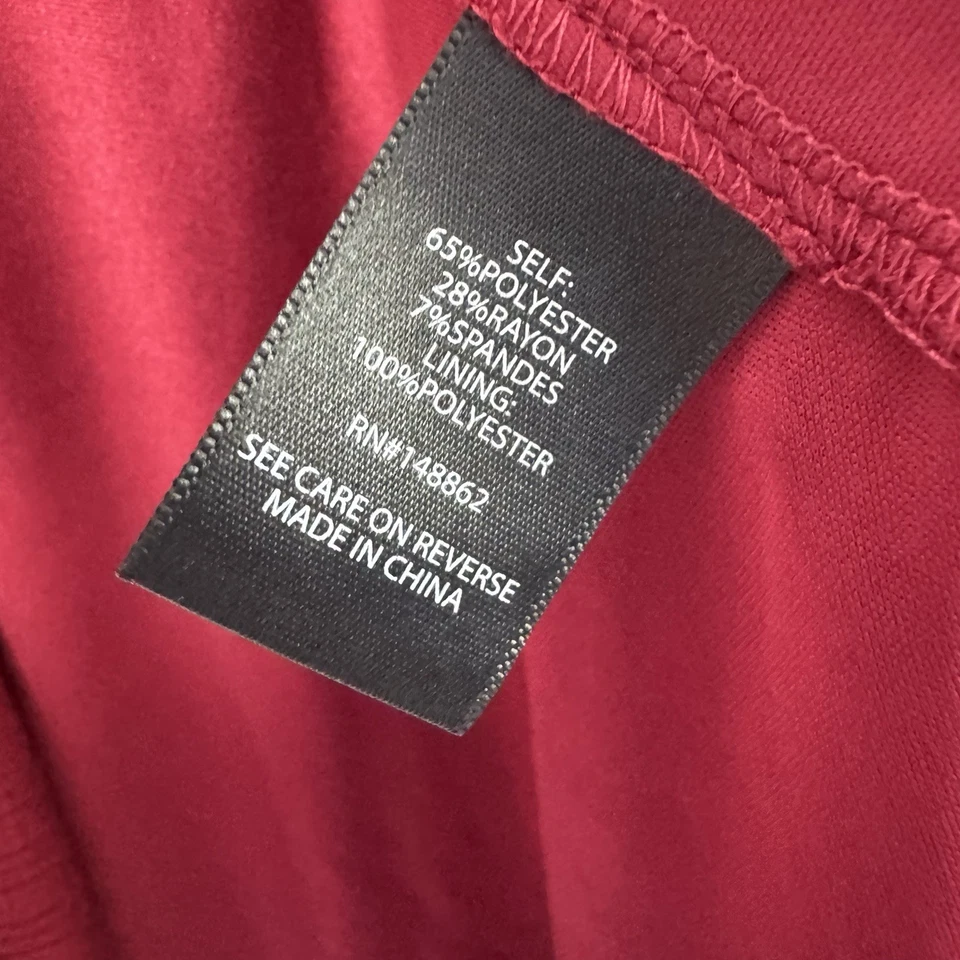 SELF:
65%POLYESTER
28%RAYON
7%SPANDES
LINING.
100%POLYESTER
RN#148862
SEE CARE ON REVERSE
MADE IN CHINA